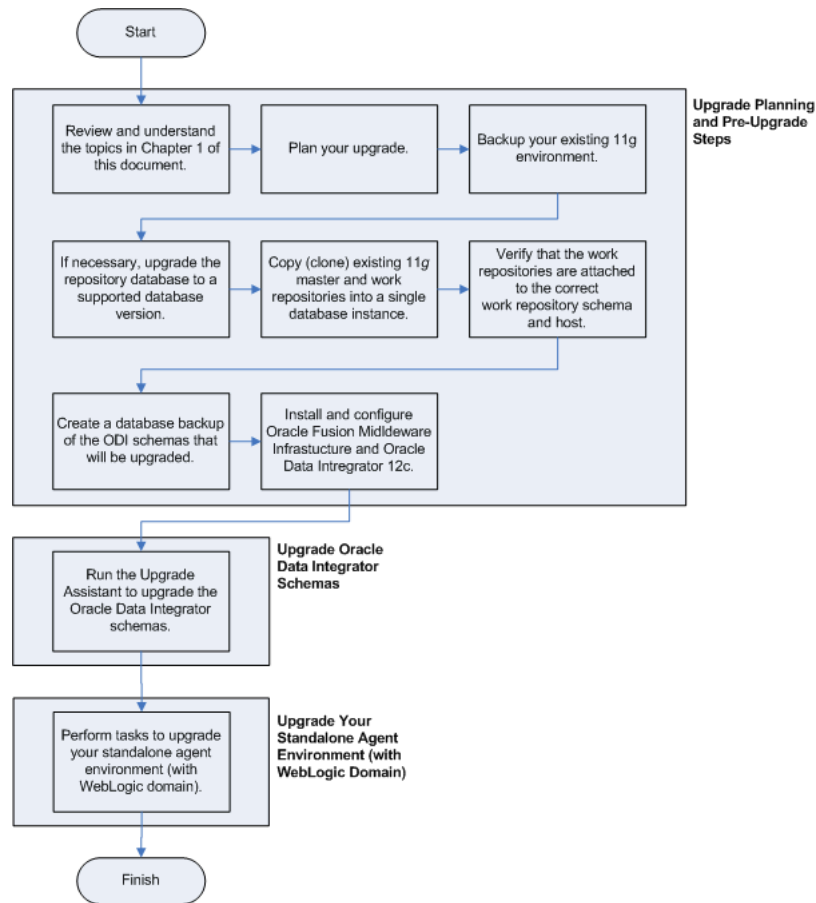 Start
Upgrade Planning
and Pre-Upgrade
Steps
Review and understand
the topics in Chapter 1 of
this document.
Plan your upgrade.
Backup your existing 11g
environment.
If necessary, upgrade the
repository database to a
supported database
version.
Copy (clone) existing 11g
master and work
repositories into a single
database instance.
Verify that the work
repositories are attached
to the correct
work repository schema
and host.
Create a database backup
of the ODI schemas that
will be upgraded.
Install and configure
Oracle Fusion Midldeware
Infrastucture and Oracle
Data Intregrator 12c.
Upgrade Oracle
Data Integrator
Schemas
Run the Upgrade
Assistant to upgrade the
Oracle Data Integrator
schemas.
Upgrade Your
Standalone Agent
Environment (with
WebLogic Domain)
Perform tasks to upgrade
your standalone agent
environment (with
WebLogic domain).
Finish